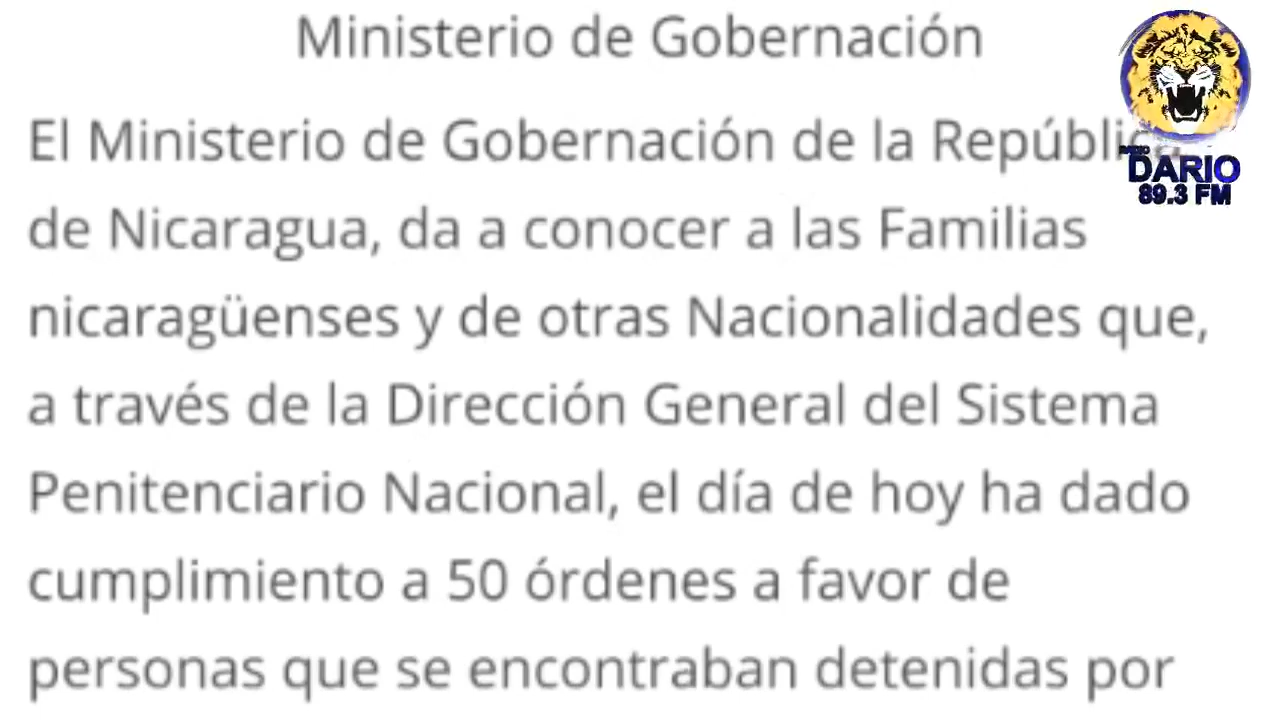 Ministerio de Gobernación
El Ministerio de Gobernación de la República
de Nicaragua, da a conocer a las Familias
nicaragüenses y de otras Nacionalidades que,
a través de la Dirección General del Sistema
Penitenciario Nacional, el día de hoy ha dado
cumplimiento a 50 órdenes a favor de
personas que se encontraban detenidas por
RADIO
DARIO
89.3 FM